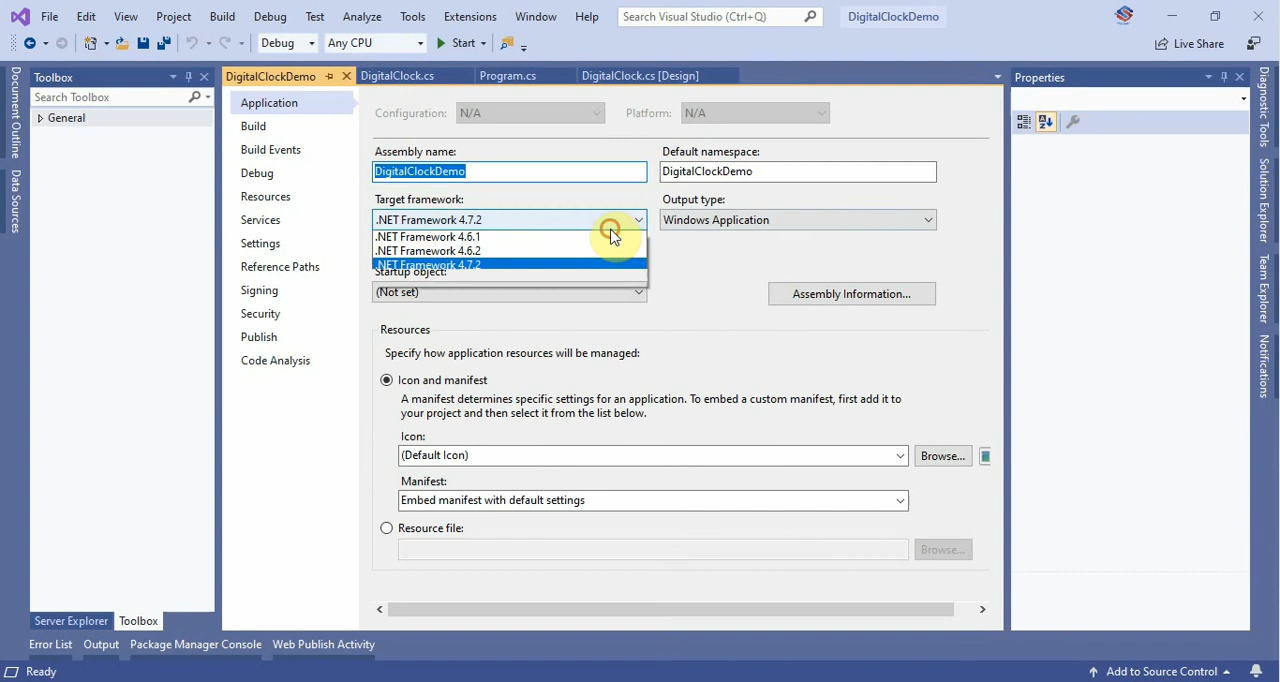 File Edit View Project Build Debug Test Analyze Tools Extensions Window Help Search Visual Studio (Ctrl+Q) DigitalClockDemo
Debug Any CPU Start Live Share
Document Outline
Data Sources
Toolbox
Search Toolbox
General
Server Explorer Toolbox
DigitalClockDemo DigitalClock.cs Program.cs DigitalClock.cs [Design]
Application
Build
Build Events
Debug
Resources
Services
Settings
Reference Paths
Signing
Security
Publish
Code Analysis
Configuration: N/A Platform: N/A
Assembly name: Default namespace:
DigitalClockDemo DigitalClockDemo
Target framework: Output type:
.NET Framework 4.7.2 Windows Application
.NET Framework 4.6.1
.NET Framework 4.6.2
.NET Framework 4.7.2
Startup object:
(Not set) Assembly Information...
Resources
Specify how application resources will be managed:
Icon and manifest
A manifest determines specific settings for an application. To embed a custom manifest, first add it to
your project and then select it from the list below.
Icon:
(Default Icon) Browse...
Manifest:
Embed manifest with default settings
Resource file:
Browse...
Properties
Diagnostic Tools
Solution Explorer
Team Explorer
Notifications
Error List Output Package Manager Console Web Publish Activity
Ready Add to Source Control